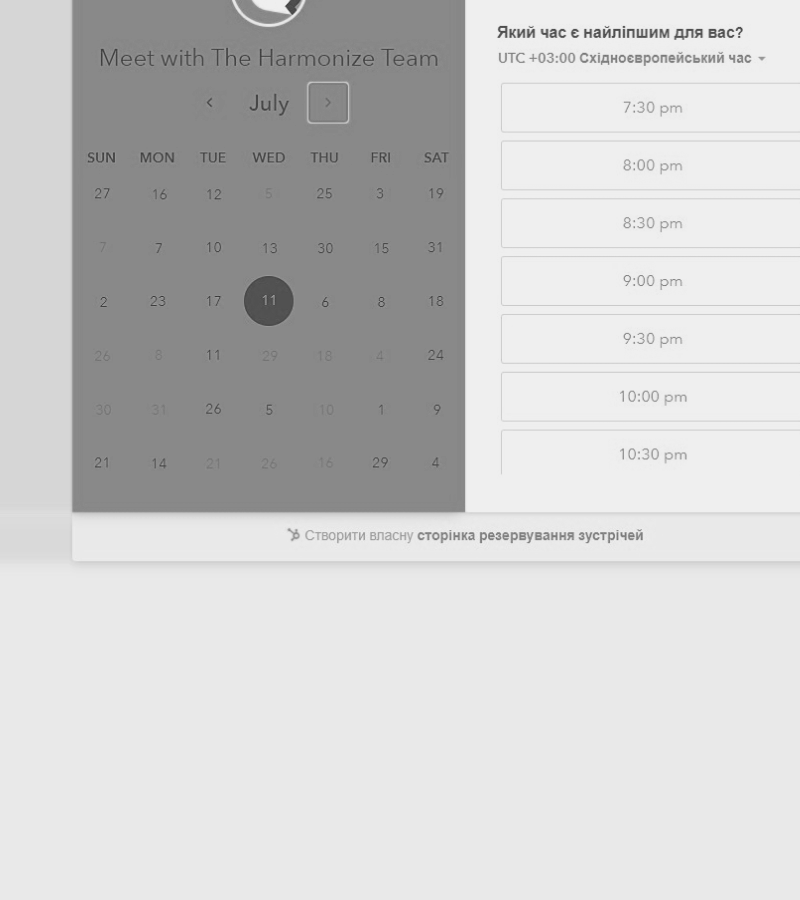 Meet with The Harmonize Team
July
SUN MON TUE WED THU FRI SAT
27 16 12 5 25 3 19
7 7 10 13 30 15 31
2 23 17 11 6 8 18
26 8 11 29 18 4 24
30 31 26 5 10 1 9
21 14 21 26 16 29 4
Який час є найліпшим для вас?
UTC +03:00 Східноєвропейський час
7:30 pm
8:00 pm
8:30 pm
9:00 pm
9:30 pm
10:00 pm
10:30 pm
Створити власну сторінка резервування зустрічей